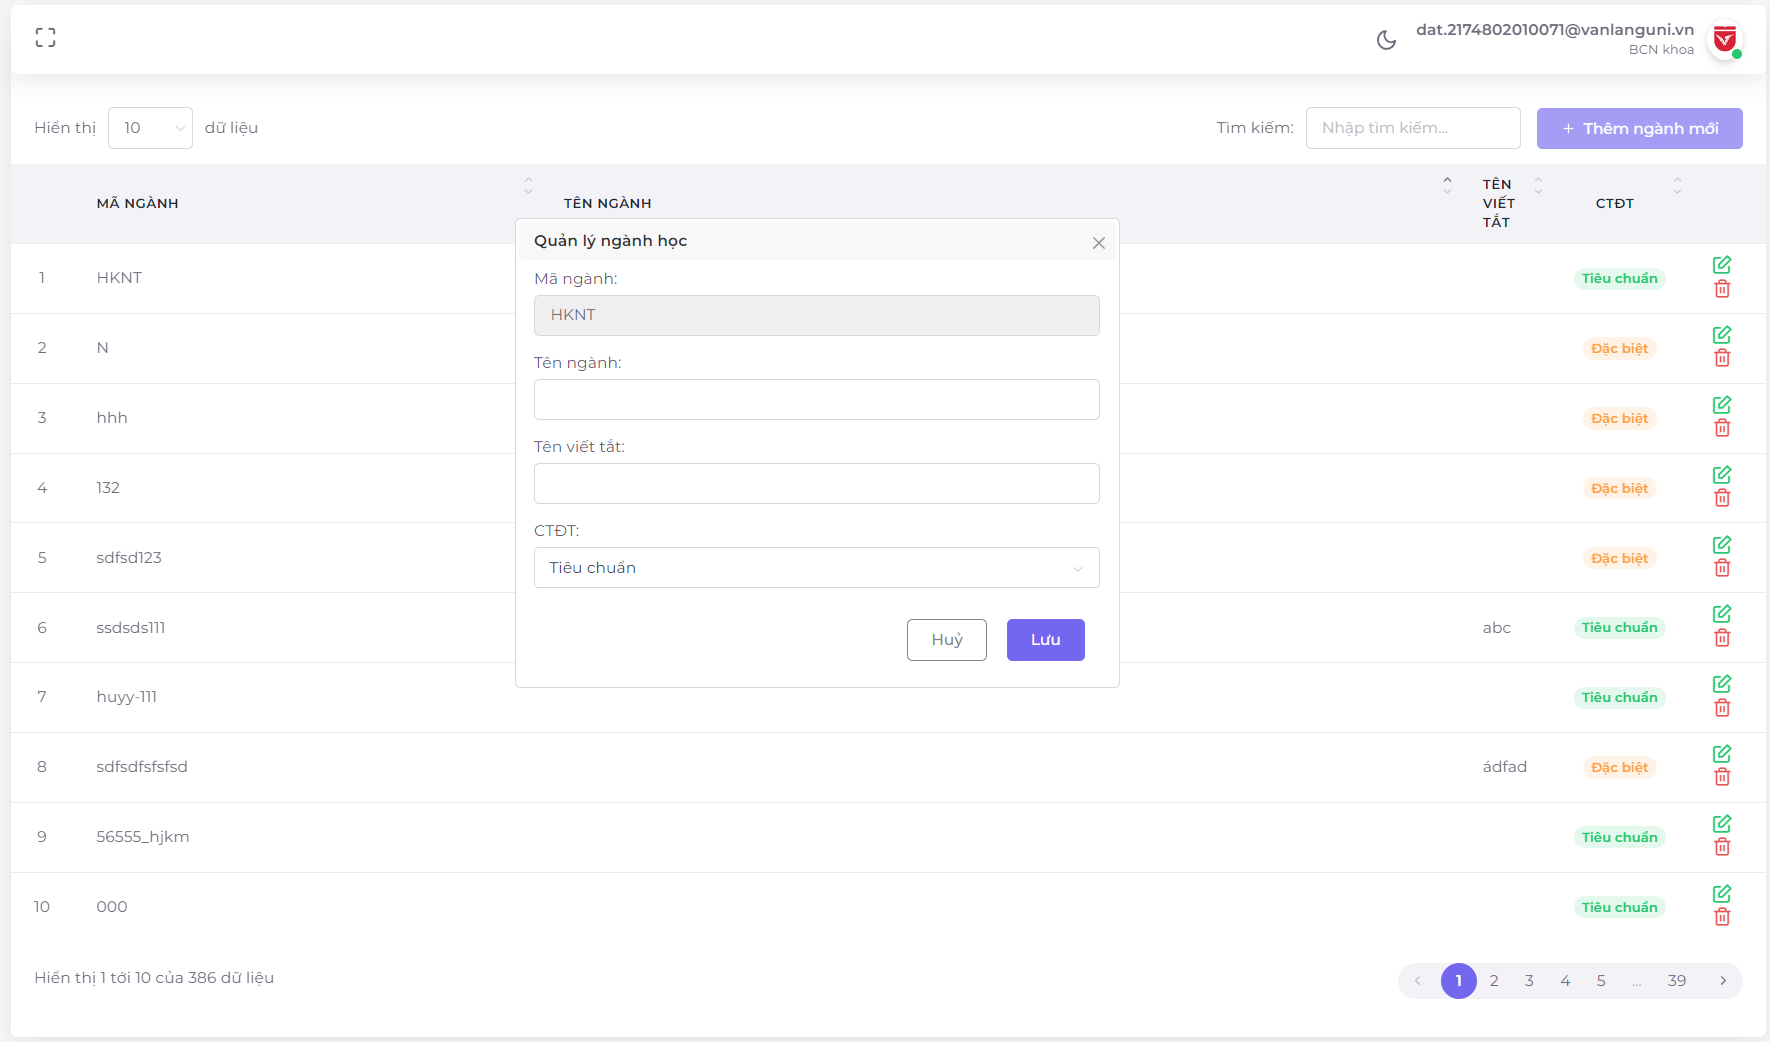 dat.2174802010071@vanlanguni.vn
BCN khoa
Hiển thị 10 dữ liệu
Tìm kiếm: Nhập tìm kiếm... + Thêm ngành mới
MÃ NGÀNH TÊN NGÀNH TÊN VIẾT TẮT CTĐT
1 HKNT Tiêu chuẩn
2 N Đặc biệt
3 hhh Đặc biệt
4 132 Đặc biệt
5 sdfsd123 Đặc biệt
6 ssdsds111 abc Tiêu chuẩn
7 huyy-111 Tiêu chuẩn
8 sdfsdfsfsfsd ádfad Đặc biệt
9 56555_hjkm Tiêu chuẩn
10 000 Tiêu chuẩn
Quản lý ngành học
Mã ngành:
HKNT
Tên ngành:
Tên viết tắt:
CTĐT:
Tiêu chuẩn
Huỷ Lưu
Hiển thị 1 tới 10 của 386 dữ liệu
1 2 3 4 5 ... 39